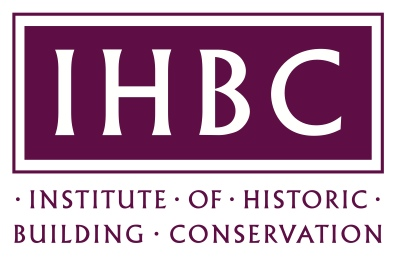 IHBC
· INSTITUTE · OF · HISTORIC ·
BUILDING · CONSERVATION